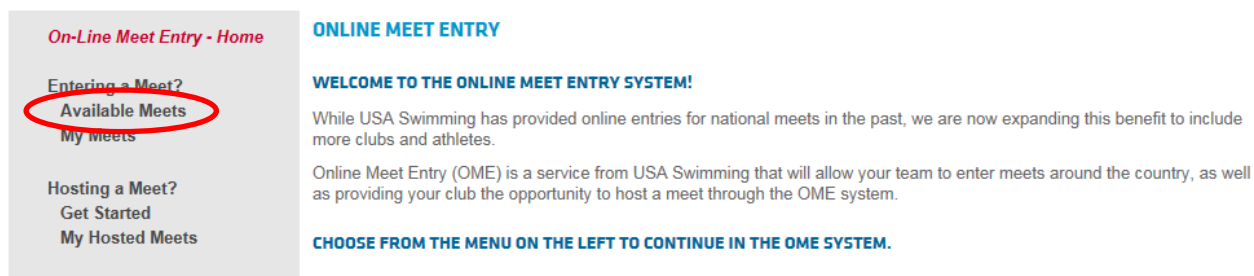 On-Line Meet Entry - Home
Entering a Meet?
Available Meets
My Meets
Hosting a Meet?
Get Started
My Hosted Meets
ONLINE MEET ENTRY
WELCOME TO THE ONLINE MEET ENTRY SYSTEM!
While USA Swimming has provided online entries for national meets in the past, we are now expanding this benefit to include
more clubs and athletes.
Online Meet Entry (OME) is a service from USA Swimming that will allow your team to enter meets around the country, as well
as providing your club the opportunity to host a meet through the OME system.
CHOOSE FROM THE MENU ON THE LEFT TO CONTINUE IN THE OME SYSTEM.